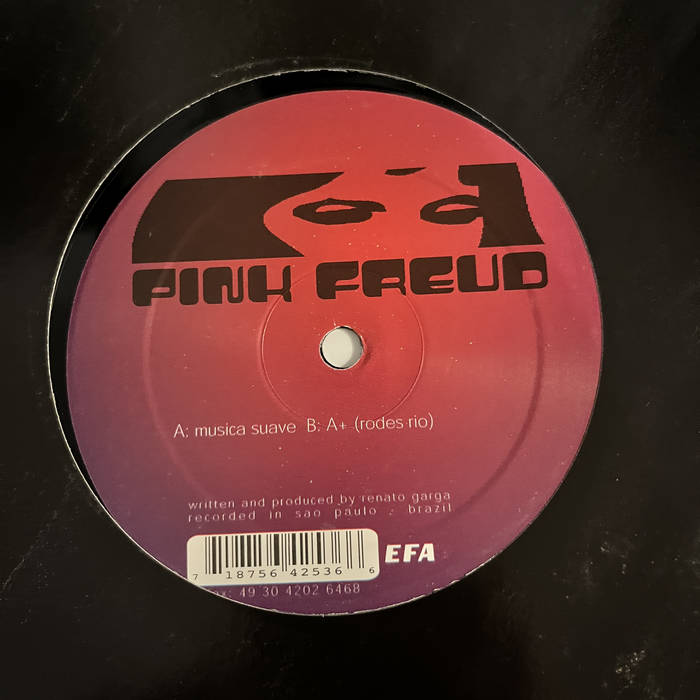 PINK FREUD
A: musica suave B: A+ (rodes rio)
written and produced by renato garga
recorded in sao paulo . brazil
EFA
7 18756 42536 6
49 30 4202 6468